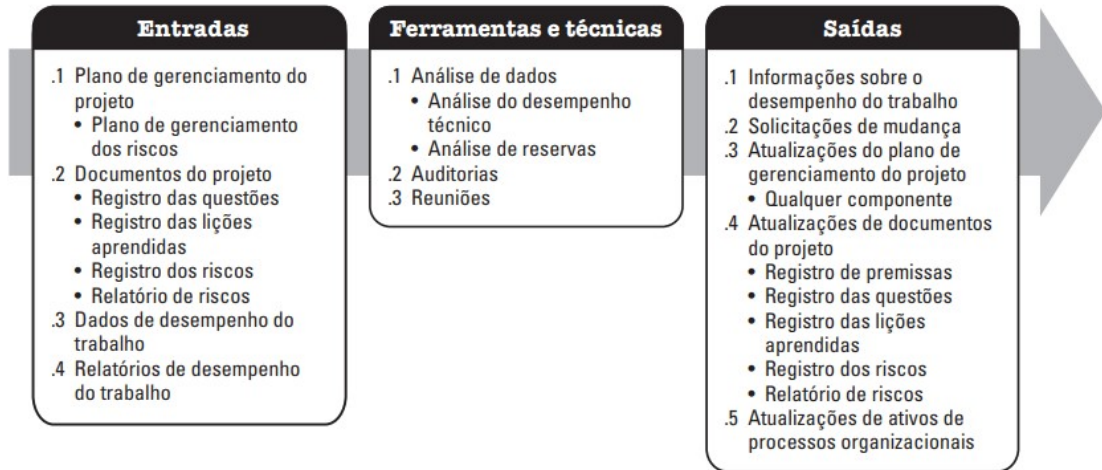 Entradas
.1 Plano de gerenciamento do
projeto
• Plano de gerenciamento
dos riscos
.2 Documentos do projeto
• Registro das questões
• Registro das lições
aprendidas
• Registro dos riscos
• Relatório de riscos
.3 Dados de desempenho do
trabalho
.4 Relatórios de desempenho
do trabalho
Ferramentas e técnicas
.1 Análise de dados
• Análise do desempenho
técnico
• Análise de reservas
.2 Auditorias
.3 Reuniões
Saídas
.1 Informações sobre o
desempenho do trabalho
.2 Solicitações de mudança
.3 Atualizações do plano de
gerenciamento do projeto
• Qualquer componente
.4 Atualizações de documentos
do projeto
• Registro de premissas
• Registro das questões
• Registro das lições
aprendidas
• Registro dos riscos
• Relatório de riscos
.5 Atualizações de ativos de
processos organizacionais